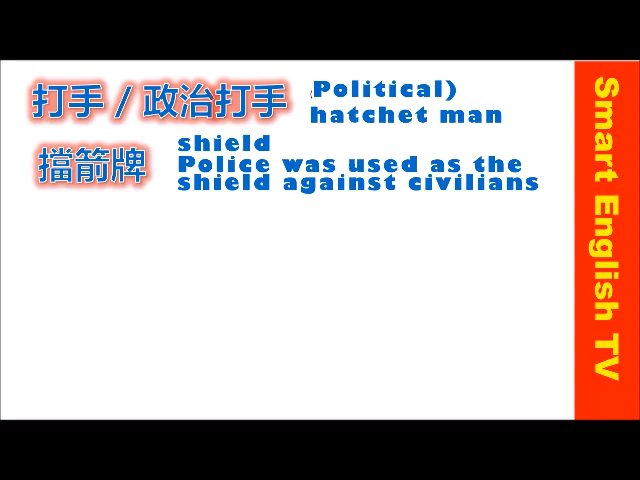 打手 / 政治打手
(Political)
hatchet man
擋箭牌
shield
Police was used as the
shield against civilians
Smart English TV